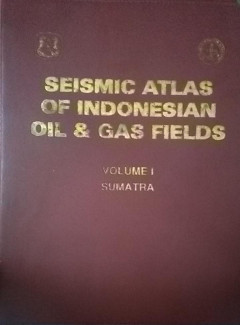 SEISMIC ATLAS
OF INDONESIAN
OIL & GAS FIELDS
VOLUME I
SUMATRA